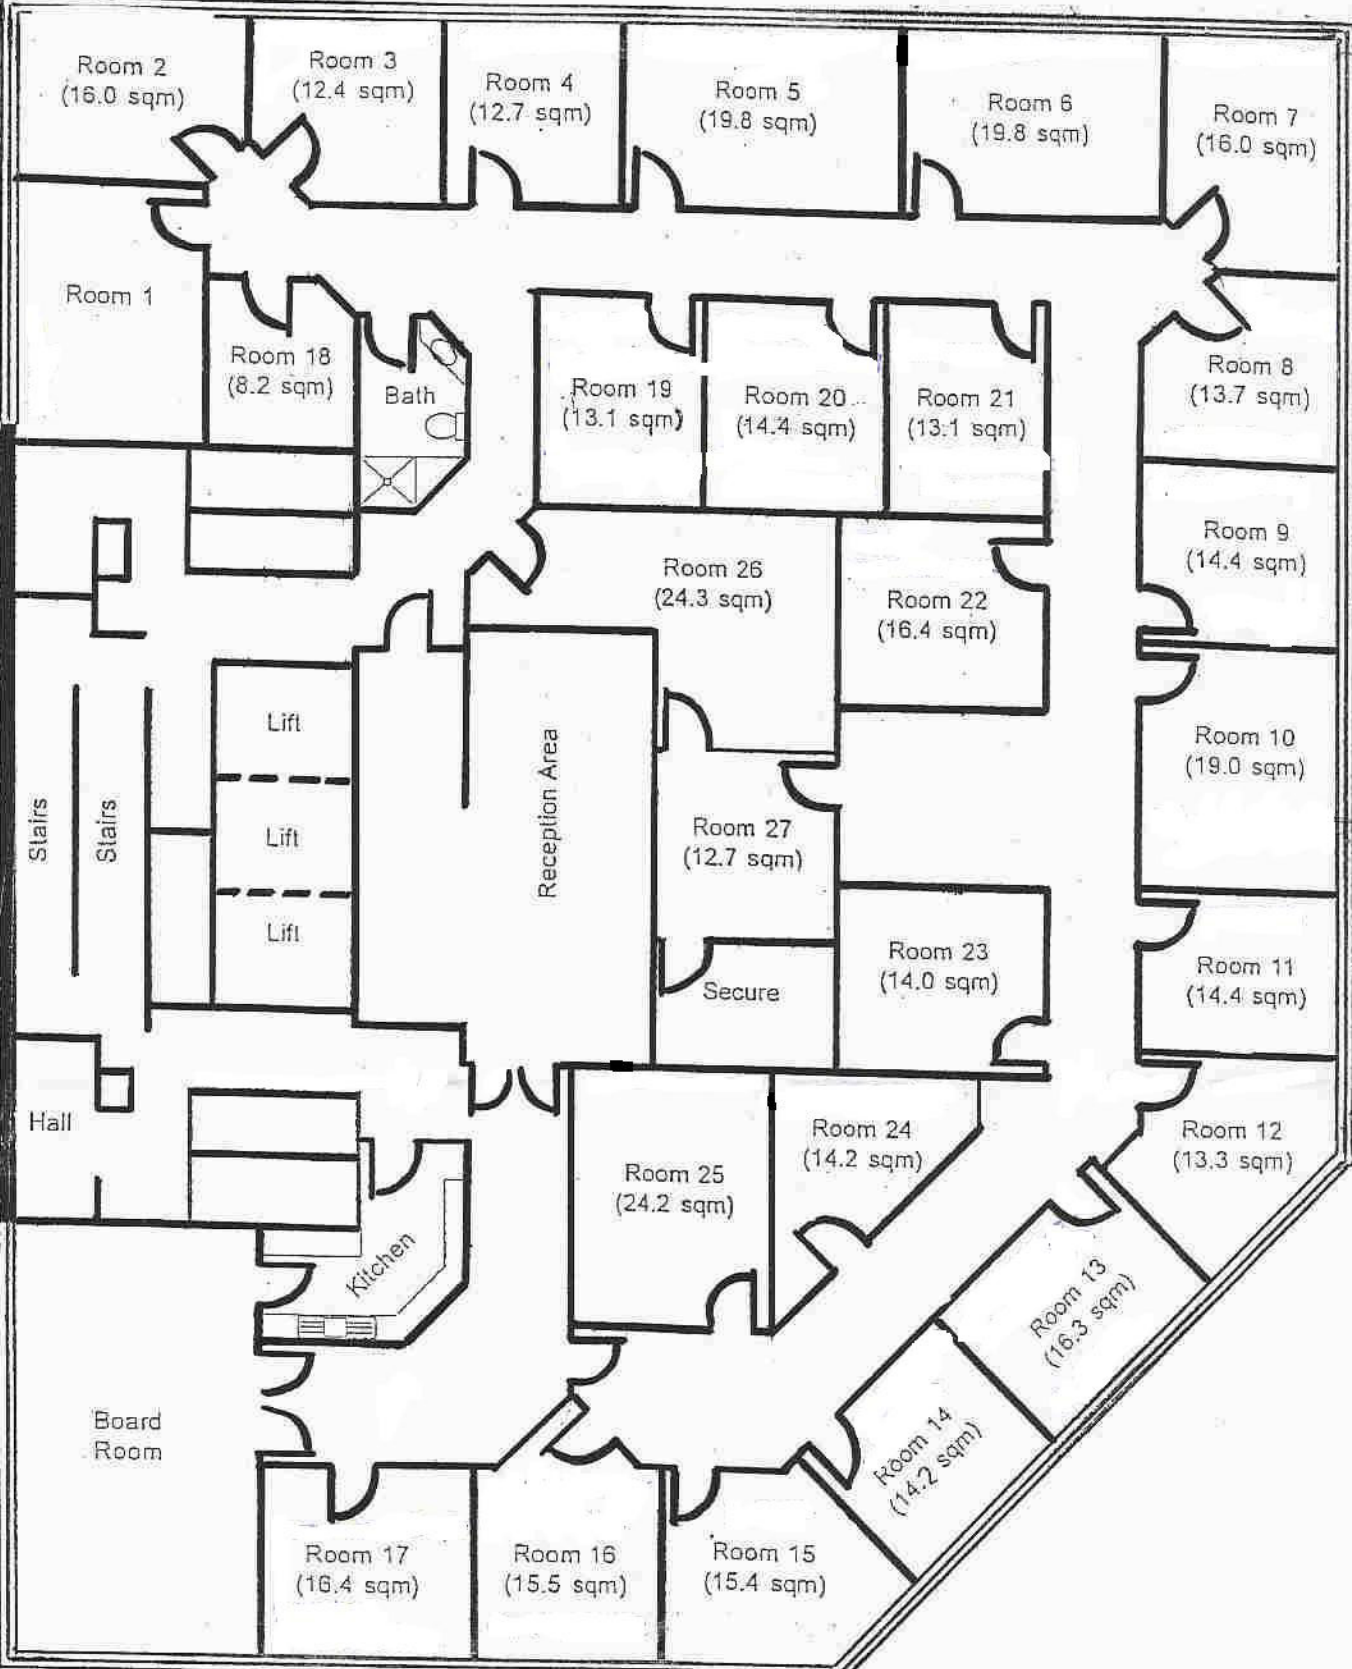 Room 2
(16.0 sqm)
Room 3
(12.4 sqm)
Room 4
(12.7 sqm)
Room 5
(19.8 sqm)
Room 6
(19.8 sqm)
Room 7
(16.0 sqm)
Room 1
Room 18
(8.2 sqm)
Bath
Room 19
(13.1 sqm)
Room 20
(14.4 sqm)
Room 21
(13.1 sqm)
Room 8
(13.7 sqm)
Room 9
(14.4 sqm)
Room 26
(24.3 sqm)
Room 22
(16.4 sqm)
Room 10
(19.0 sqm)
Lift
Lift
Lift
Stairs
Stairs
Reception Area
Room 27
(12.7 sqm)
Secure
Room 23
(14.0 sqm)
Room 11
(14.4 sqm)
Hall
Room 25
(24.2 sqm)
Room 24
(14.2 sqm)
Room 12
(13.3 sqm)
Kitchen
Room 13
(16.3 sqm)
Board
Room
Room 14
(14.2 sqm)
Room 17
(16.4 sqm)
Room 16
(15.5 sqm)
Room 15
(15.4 sqm)